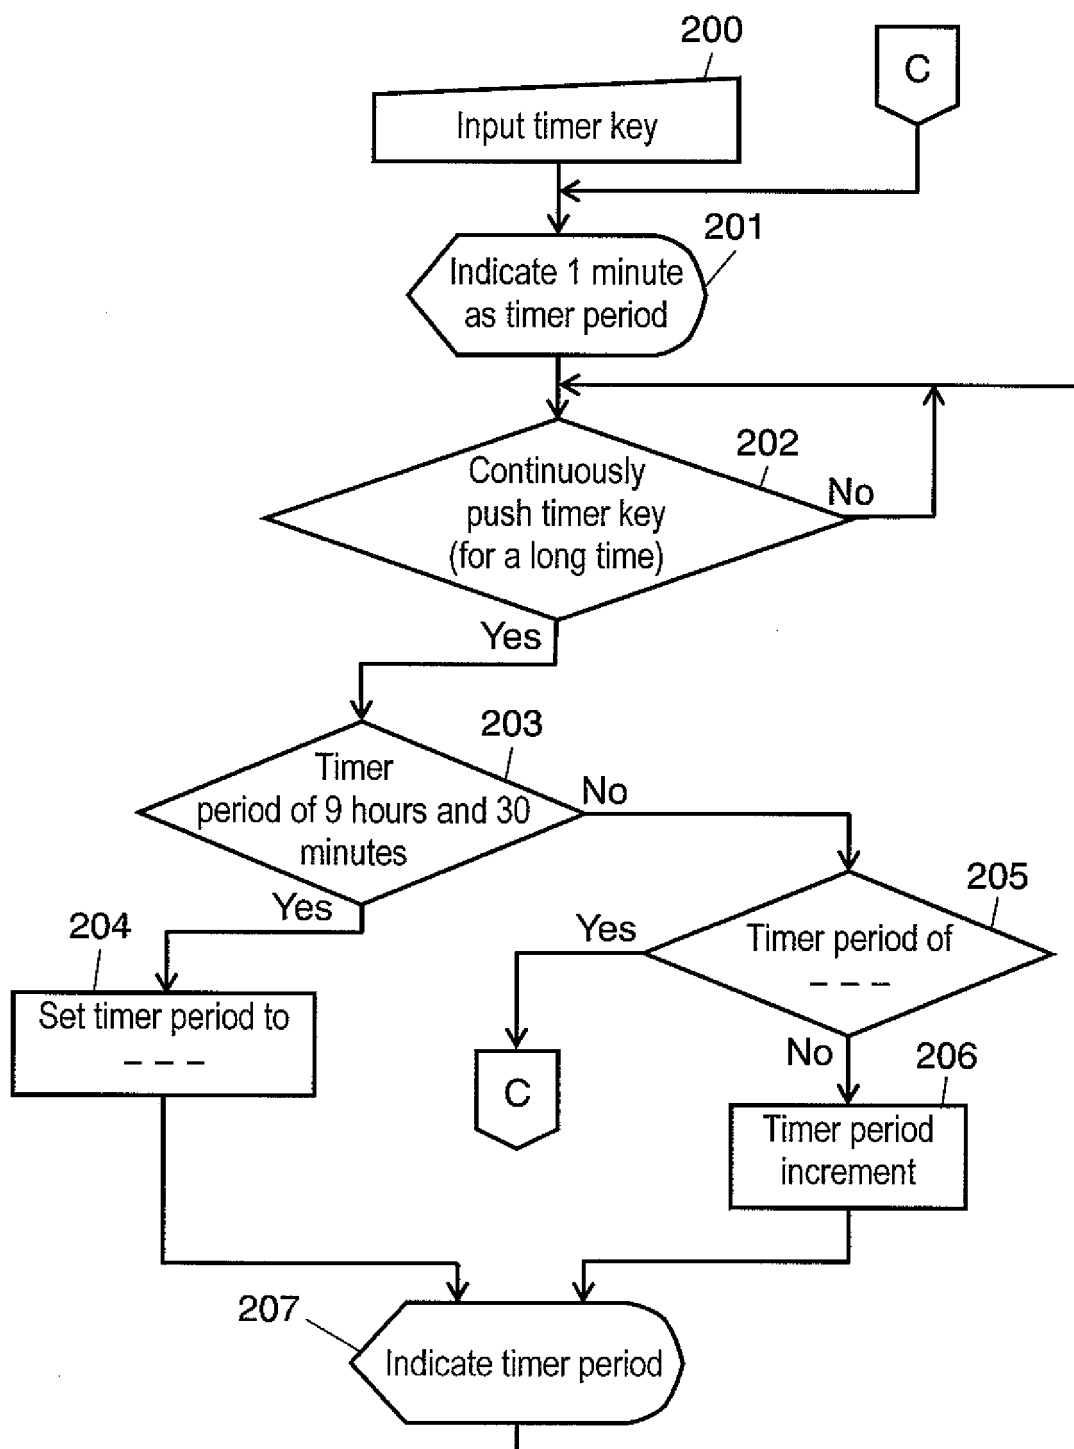 200
C
Input timer key
201
Indicate 1 minute
as timer period
202
Continuously
push timer key
(for a long time)
No
Yes
203
Timer
period of 9 hours and 30
minutes
No
Yes
204
Set timer period to
– – –
205
Yes
Timer period of
– – –
No
C
206
Timer period
increment
207
Indicate timer period